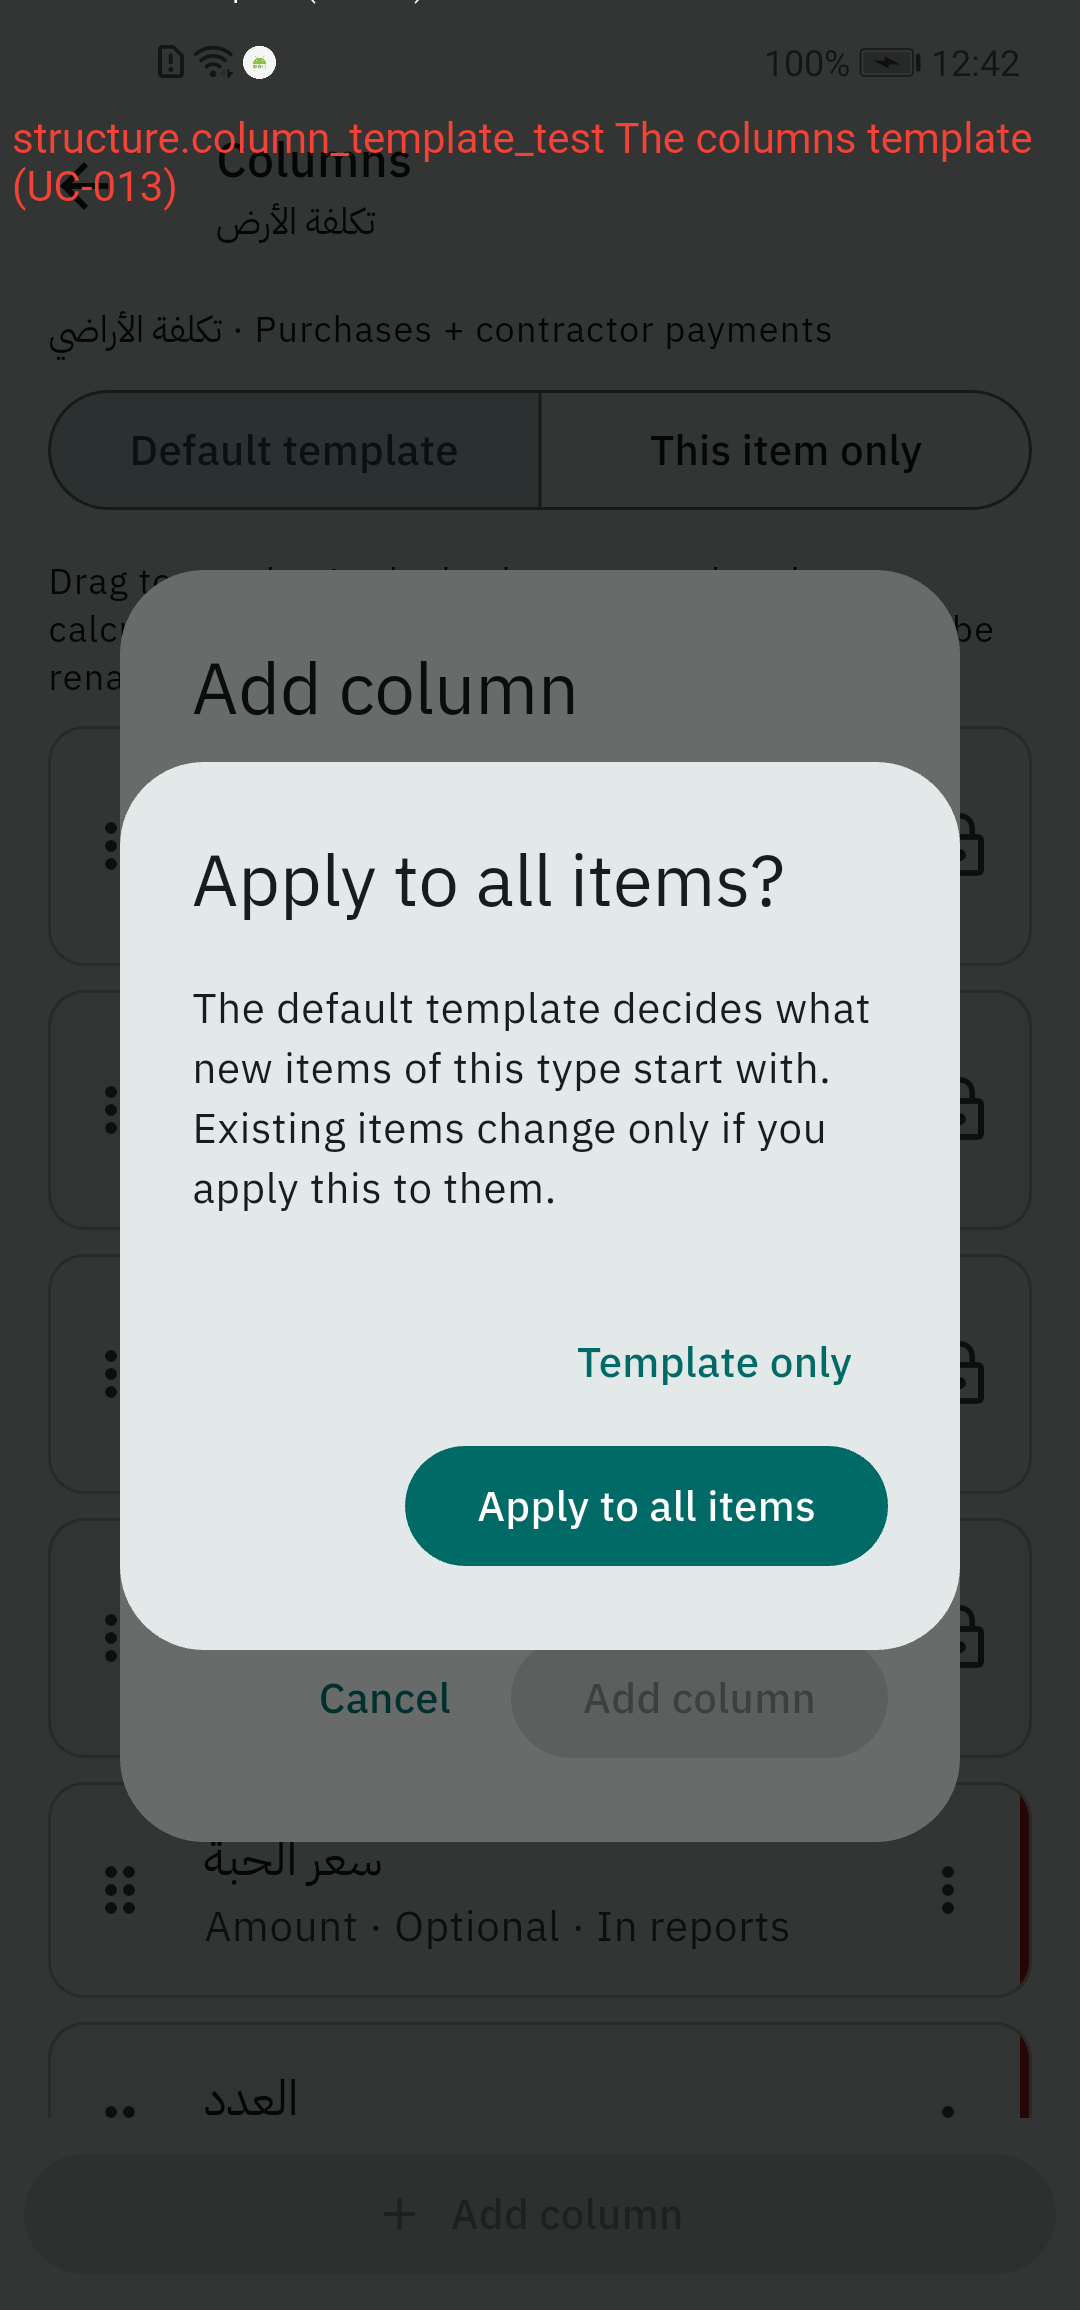 100% 12:42
structure.column_template_test The columns template
(UC-013)
Columns
تكلفة الأرض
تكلفة الأراضي · Purchases + contractor payments
Default template
This item only
Drag
calc
be
rena
Add column
Apply to all items?
The default template decides what
new items of this type start with.
Existing items change only if you
apply this to them.
Template only
Apply to all items
Cancel
Add column
سعر الحبة
Amount · Optional · In reports
العدد
+ Add column